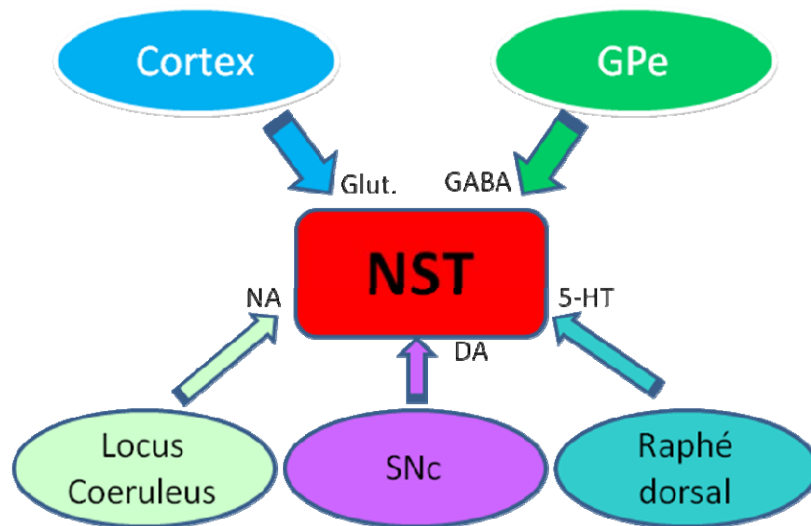 Cortex
GPe
Glut.
GABA
NST
NA
5-HT
DA
Locus
Coeruleus
SNc
Raphé
dorsal